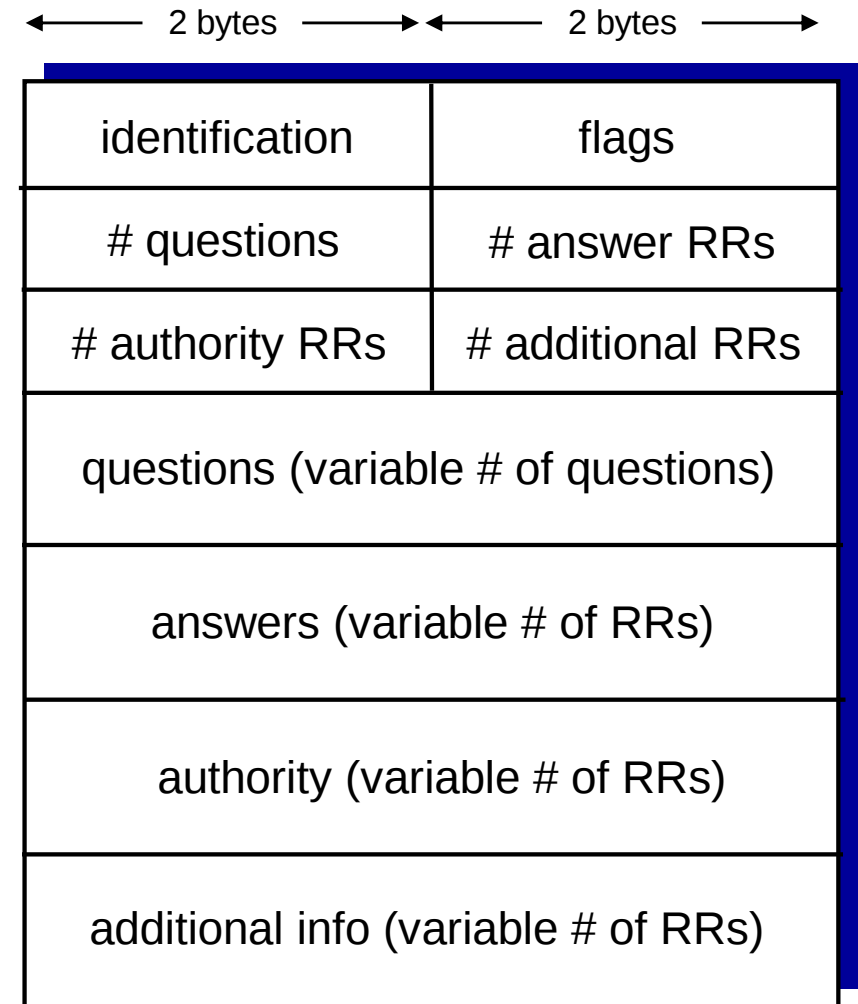 2 bytes 2 bytes
identification flags
# questions # answer RRs
# authority RRs # additional RRs
questions (variable # of questions)
answers (variable # of RRs)
authority (variable # of RRs)
additional info (variable # of RRs)